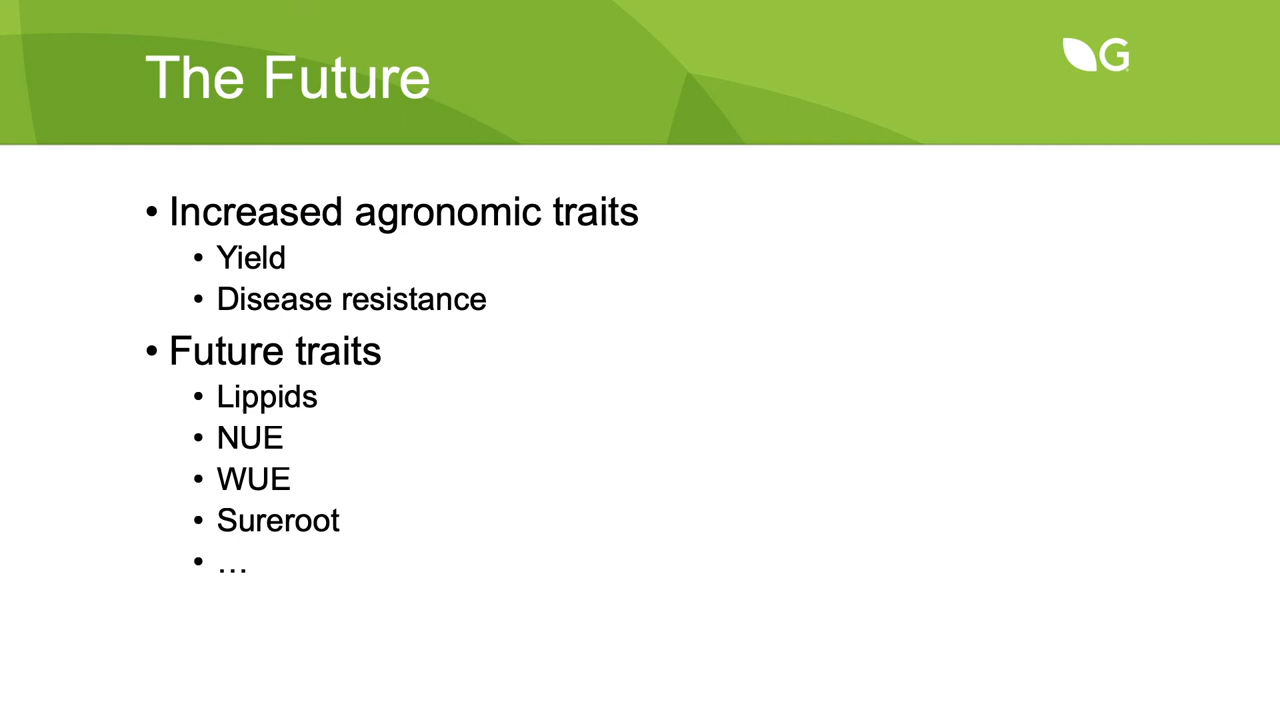 The Future
G
• Increased agronomic traits
• Yield
• Disease resistance
• Future traits
• Lippids
• NUE
• WUE
• Sureroot
• …